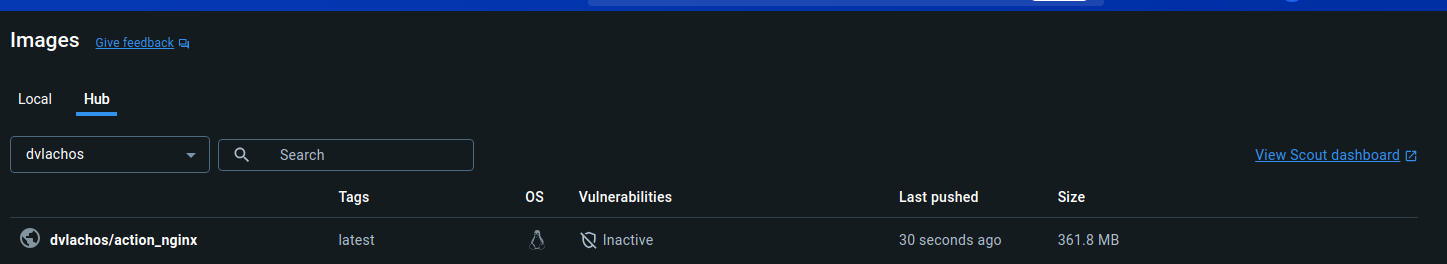 Images Give feedback
Local Hub
dvlachos Search View Scout dashboard
Tags OS Vulnerabilities Last pushed Size
dvlachos/action_nginx latest Inactive 30 seconds ago 361.8 MB